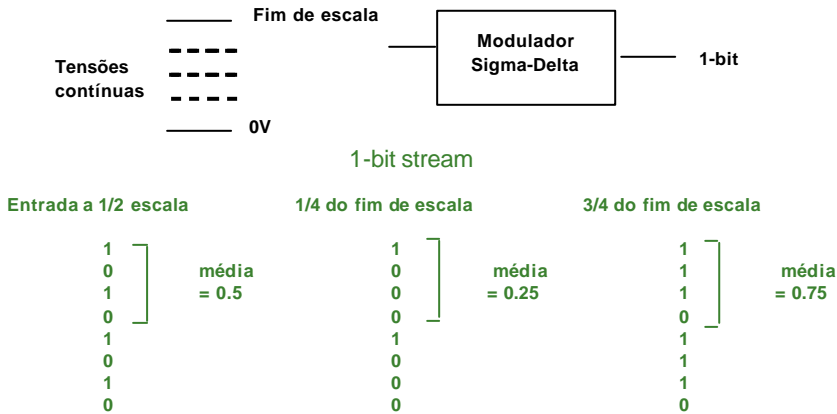 Fim de escala
Tensões
contínuas
0V
Modulador
Sigma-Delta
1-bit
1-bit stream
Entrada a 1/2 escala
1
0
1
0
1
0
1
0
média
= 0.5
1/4 do fim de escala
1
0
0
0
1
0
0
0
média
= 0.25
3/4 do fim de escala
1
1
1
0
1
1
1
0
média
= 0.75